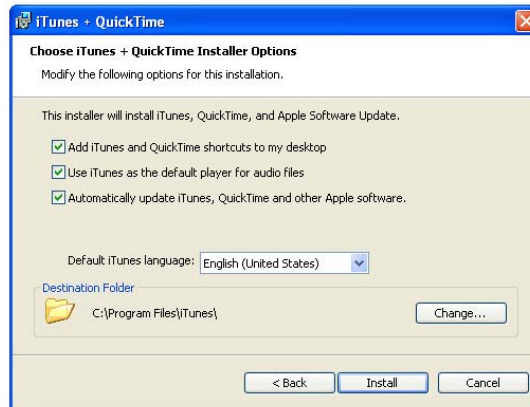 iTunes + QuickTime
Choose iTunes + QuickTime Installer Options
Modify the following options for this installation.
This installer will install iTunes, QuickTime, and Apple Software Update.
Add iTunes and QuickTime shortcuts to my desktop
Use iTunes as the default player for audio files
Automatically update iTunes, QuickTime and other Apple software.
Default iTunes language: English (United States)
Destination Folder
C:\Program Files\iTunes\ Change...
< Back Install Cancel